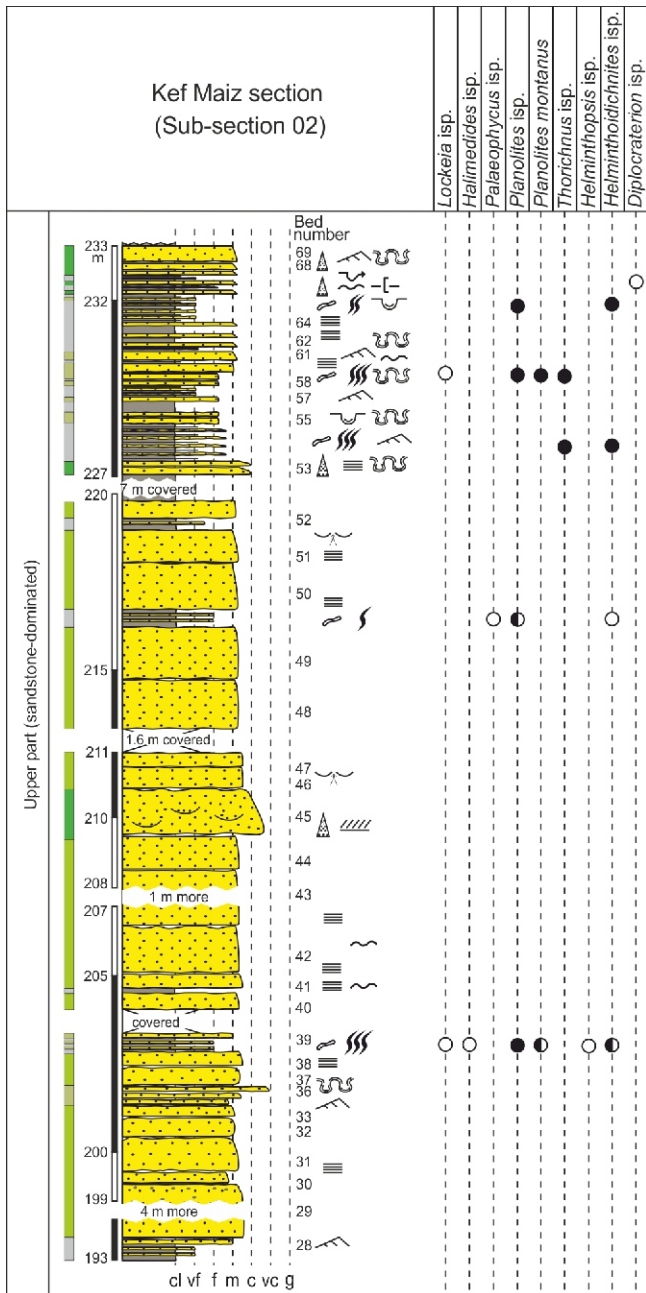 Kef Maiz section
(Sub-section 02)
Lockeia isp.
Halimedides isp.
Palaeophycus isp.
Planolites isp.
Planolites montanus
Thorichnus isp.
Helminthopsis isp.
Helminthoidichnites isp.
Diplocraterion isp.
Upper part (sandstone-dominated)
Bed
number
233
m
69
68
232
64
62
61
58
57
55
53
227
7 m covered
220
52
51
50
49
215
48
1.6 m covered
211
47
46
210
45
44
208
43
1 m more
207
42
205
41
40
covered
39
38
37
36
33
32
200
31
30
199
29
4 m more
28
193
cl vf f m c vc g